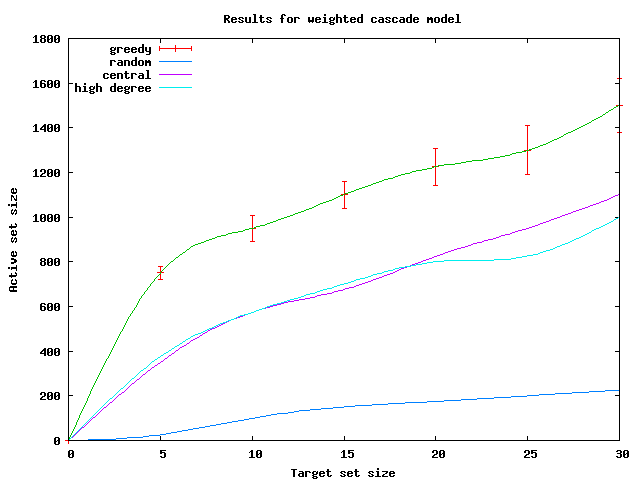 Results for weighted cascade model
1800
1600
1400
1200
1000
800
600
400
200
0
greedy
random
central
high degree
Active set size
0 5 10 15 20 25 30
Target set size